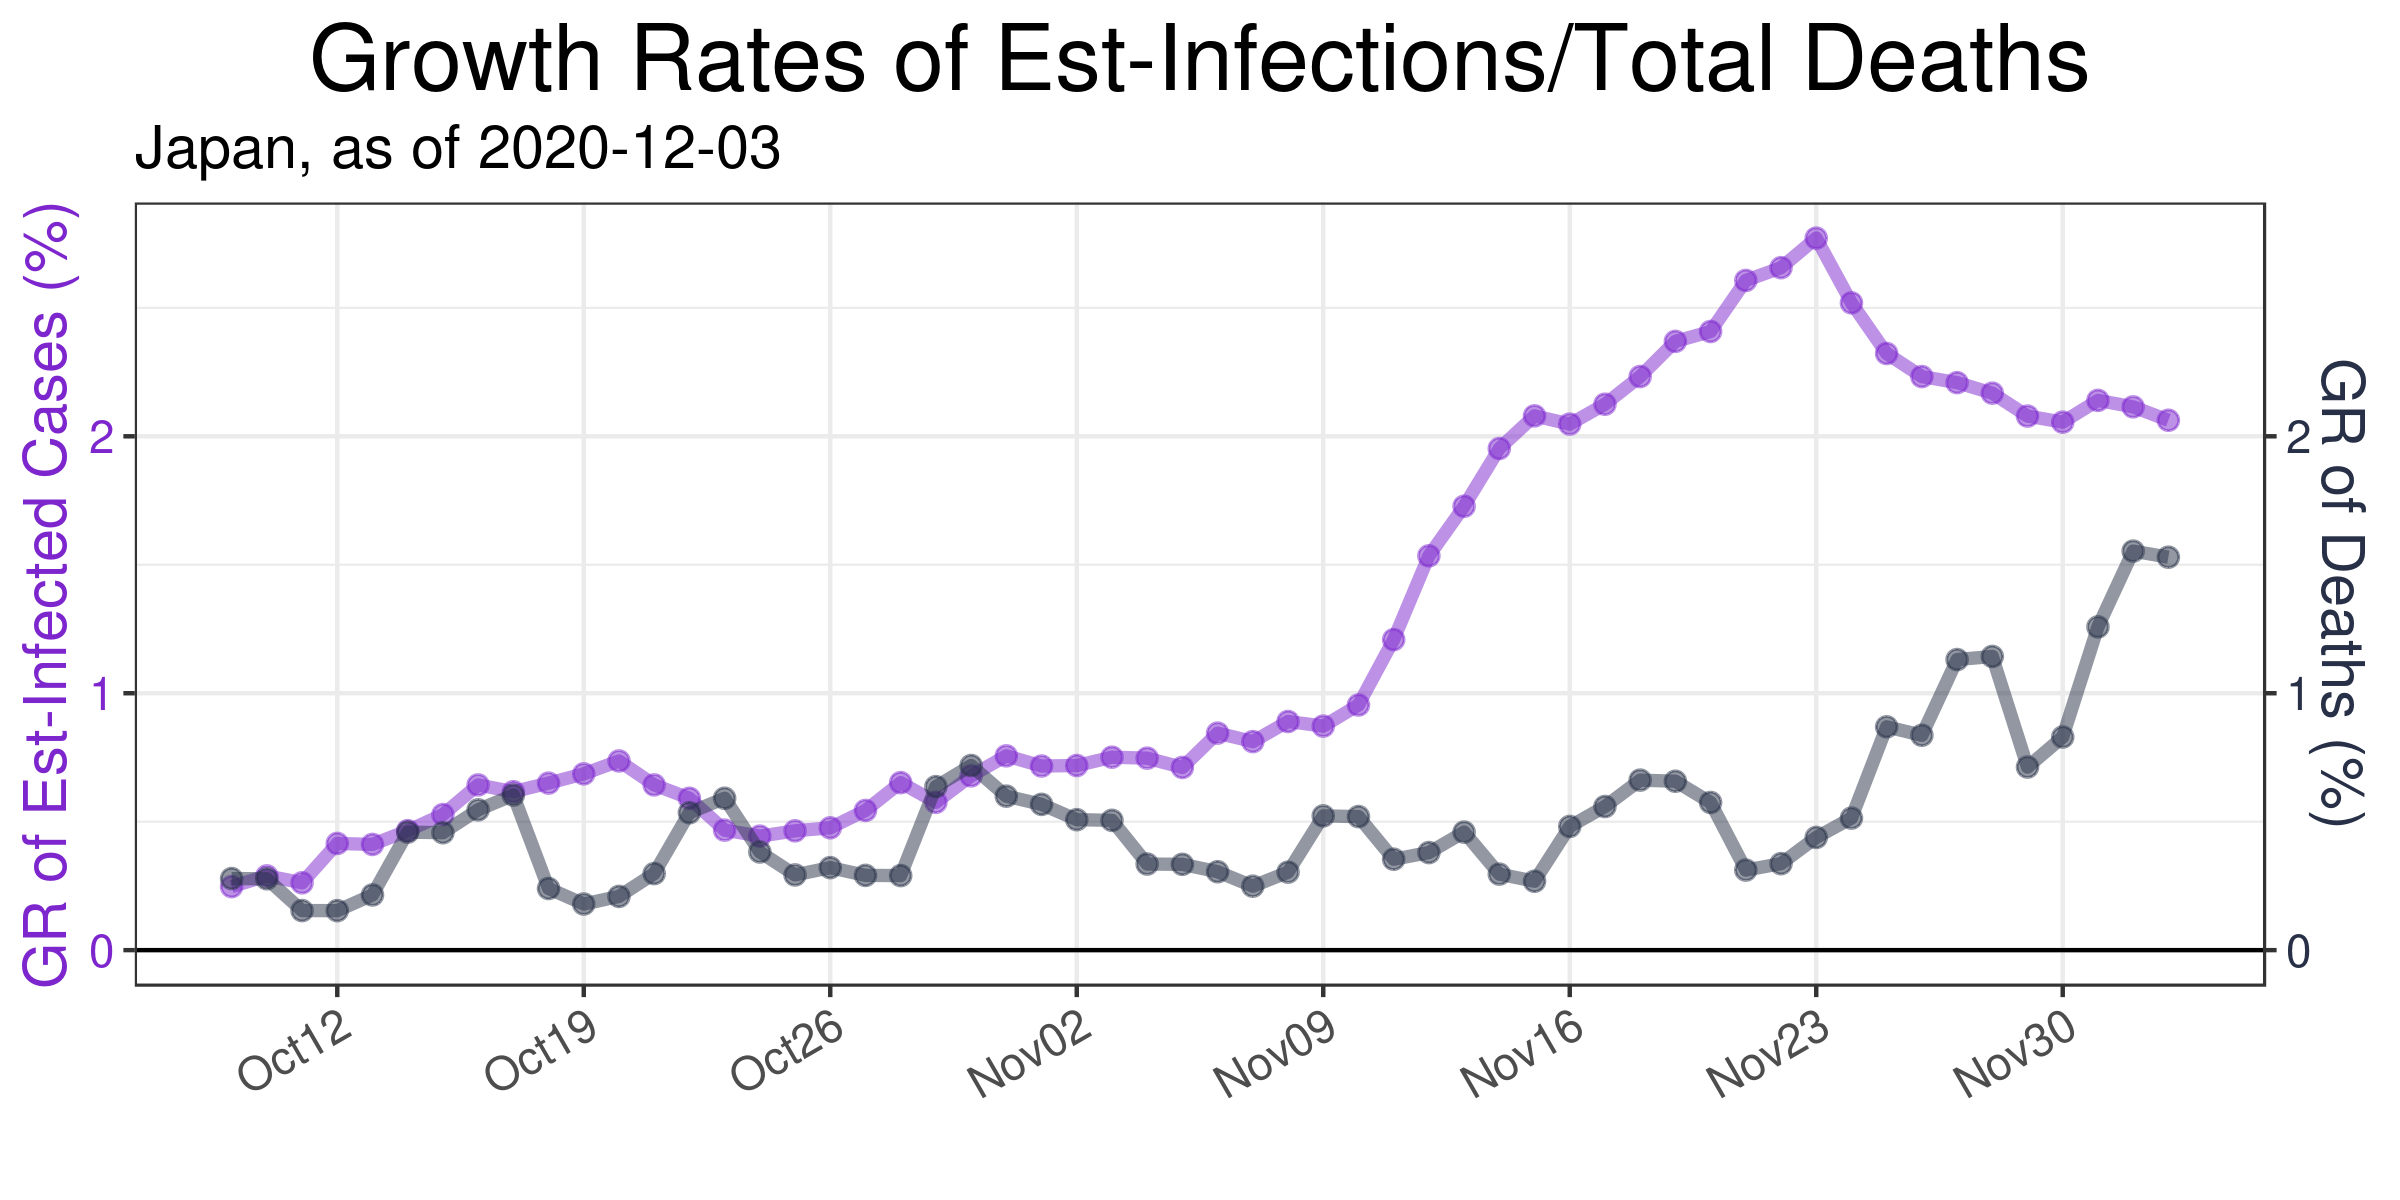 Growth Rates of Est-Infections/Total Deaths
Japan, as of 2020-12-03
GR of Est-Infected Cases (%)
2
1
0
2
1
0
GR of Deaths (%)
Oct12 Oct19 Oct26 Nov02 Nov09 Nov16 Nov23 Nov30